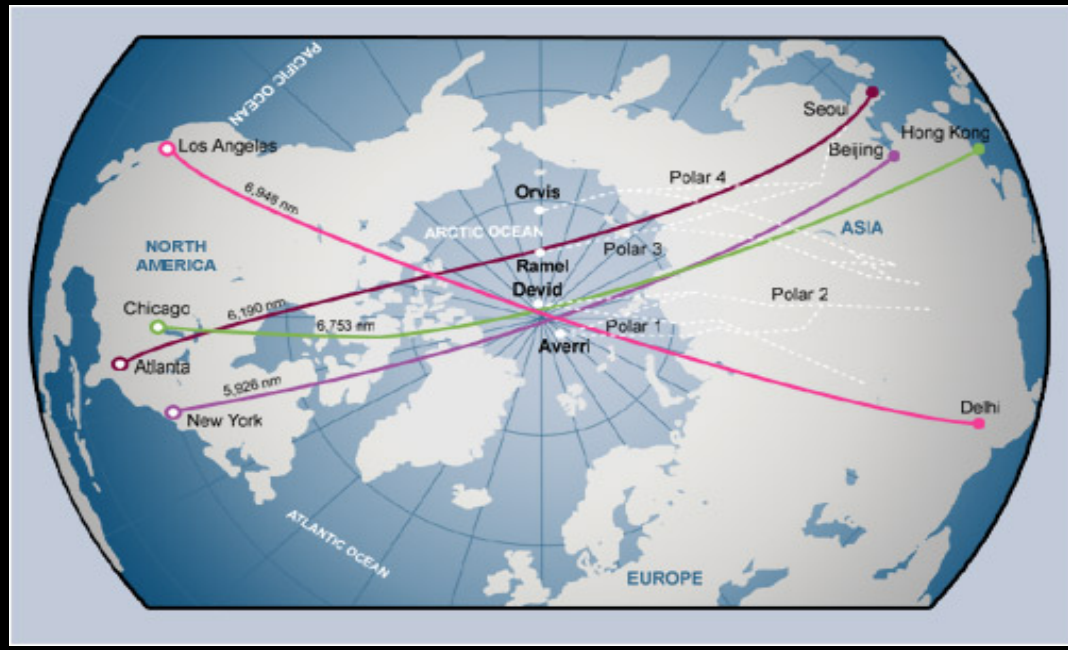 PACIFIC OCEAN
Los Angeles
Seoul
Hong Kong
Beijing
Polar 4
Orvis
6,946 nm
ARCTIC OCEAN
ASIA
NORTH
AMERICA
Polar 3
Ramel
Devid
Polar 2
Chicago
6,190 nm
6,753 nm
Polar 1
Averri
Atlanta
5,926 nm
New York
Delhi
ATLANTIC OCEAN
EUROPE